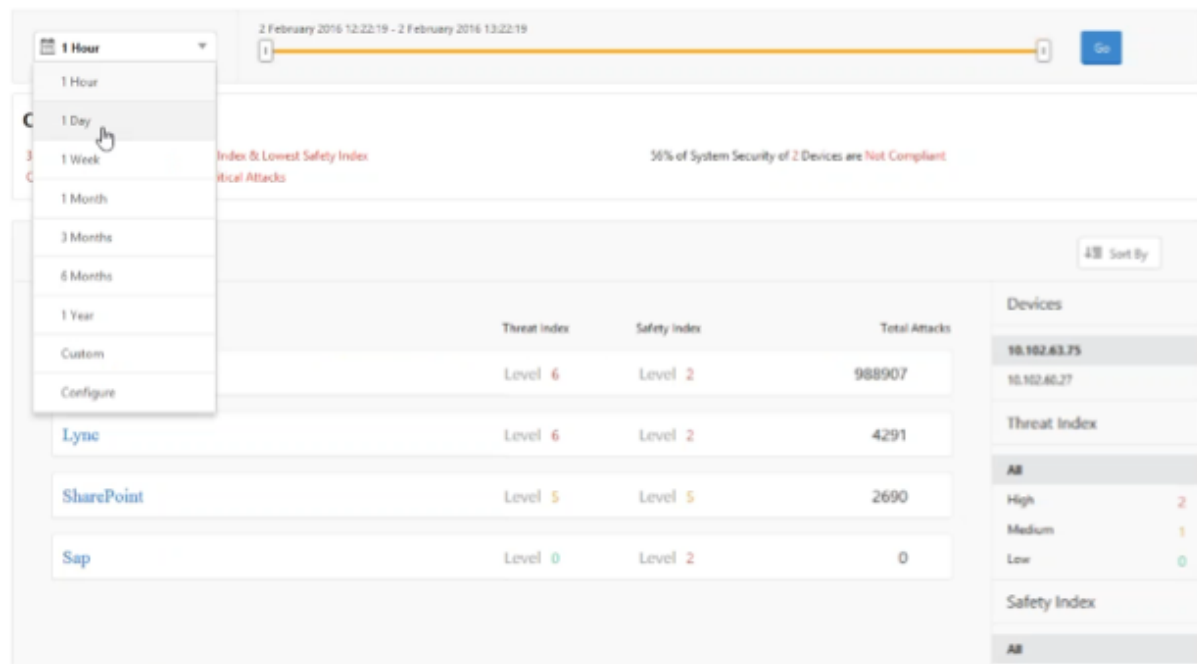 2 February 2016 12:22:19 - 2 February 2016 13:22:19
1 Hour
Go
1 Hour
1 Day
1 Week
1 Month
3 Months
6 Months
1 Year
Custom
Configure
C
3 Index & Lowest Safety Index
56% of System Security of 2 Devices are Not Compliant
C itical Attacks
Sort By
Threat Index Safety Index Total Attacks
Level 6 Level 2 988907
Lync Level 6 Level 2 4291
SharePoint Level 5 Level 5 2690
Sap Level 0 Level 2 0
Devices
10.102.63.75
10.102.60.27
Threat Index
All
High 2
Medium 1
Low 0
Safety Index
All